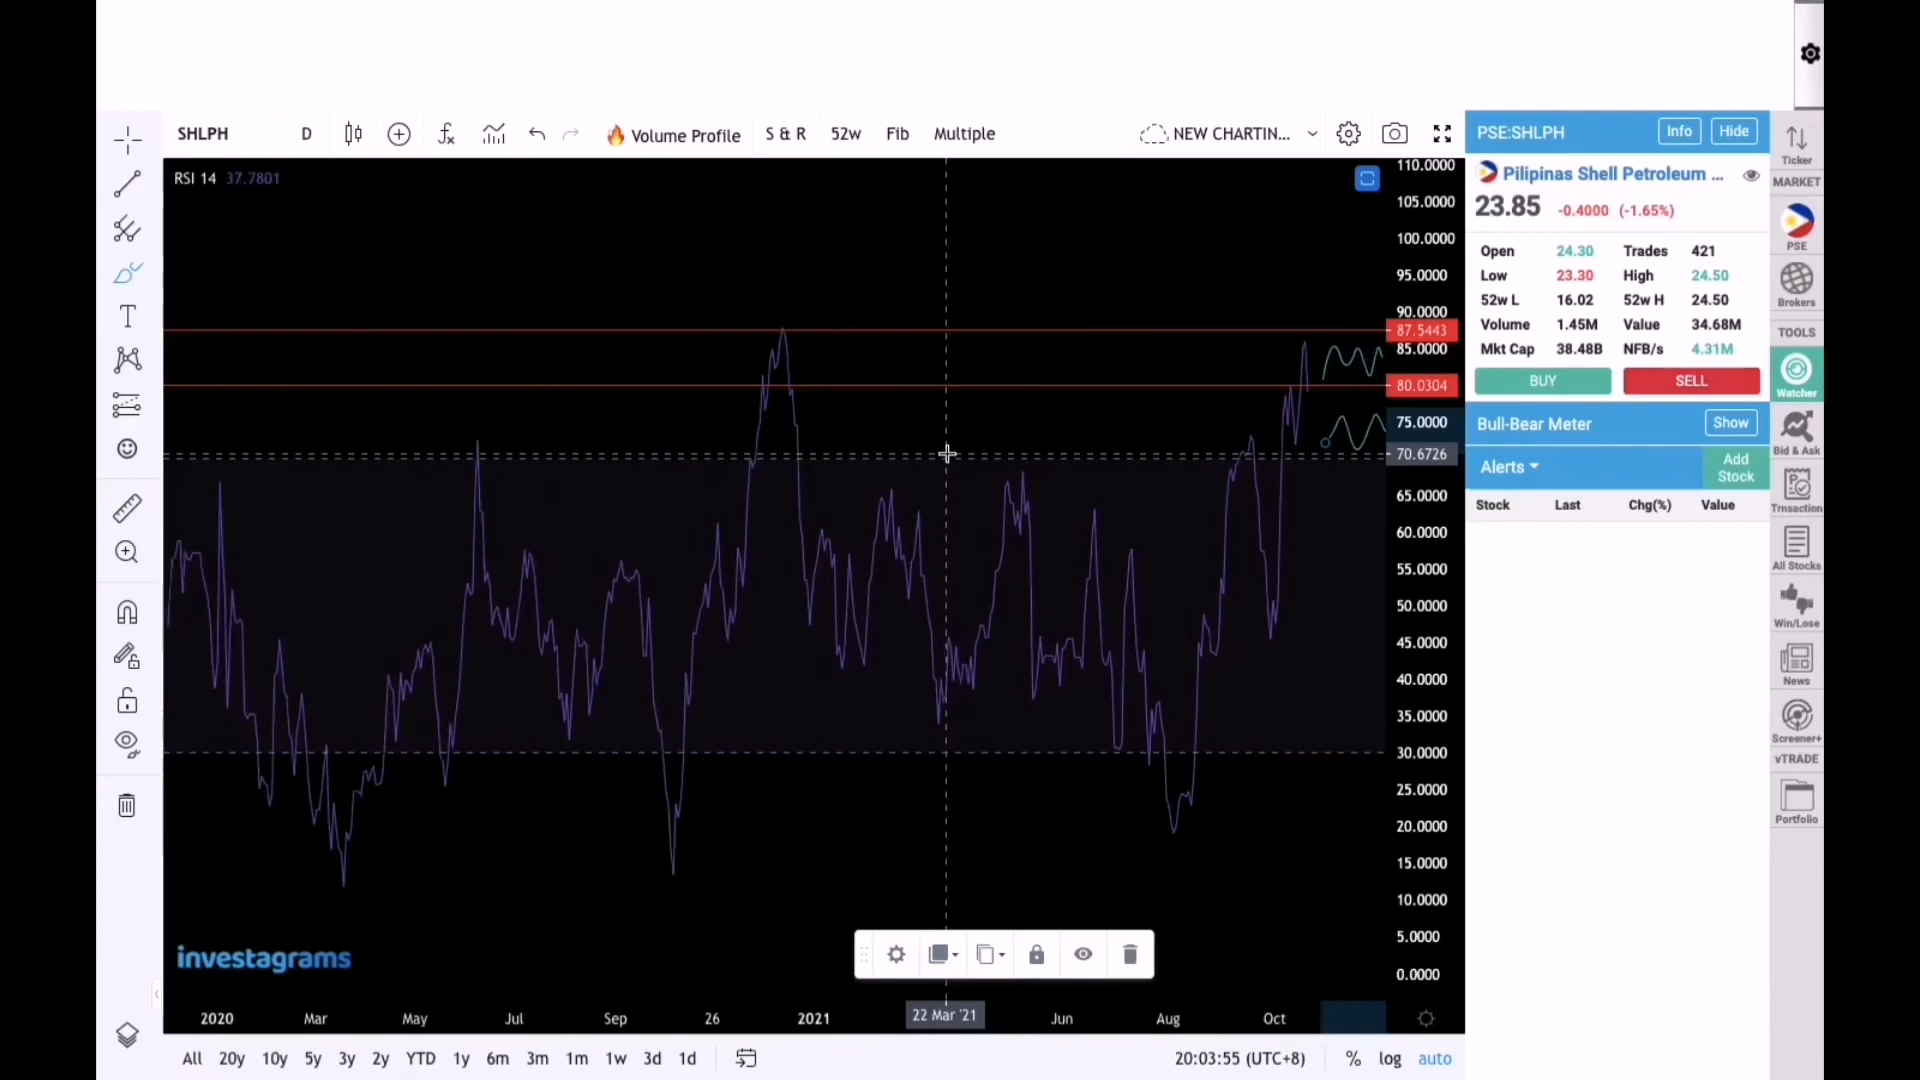 SHLPH D Volume Profile S & R 52w Fib Multiple NEW CHARTIN...
RSI 14 37.7801
110.0000
105.0000
100.0000
95.0000
90.0000
87.5443
85.0000
80.0304
75.0000
70.6726
65.0000
60.0000
55.0000
50.0000
45.0000
40.0000
35.0000
30.0000
25.0000
20.0000
15.0000
10.0000
5.0000
0.0000
investagrams
2020 Mar May Jul Sep 26 2021 22 Mar '21 Jun Aug Oct
All 20y 10y 5y 3y 2y YTD 1y 6m 3m 1m 1w 3d 1d 20:03:55 (UTC+8) % log auto
PSE:SHLPH Info Hide
Pilipinas Shell Petroleum ...
23.85 -0.4000 (-1.65%)
Open 24.30 Trades 421
Low 23.30 High 24.50
52w L 16.02 52w H 24.50
Volume 1.45M Value 34.68M
Mkt Cap 38.48B NFB/s 4.31M
BUY SELL
Bull-Bear Meter Show
Alerts Add Stock
Stock Last Chg(%) Value
Ticker
MARKET
PSE
Brokers
TOOLS
Watcher
Bid & Ask
Trnsaction
All Stocks
Win/Lose
News
Screener+
vTRADE
Portfolio